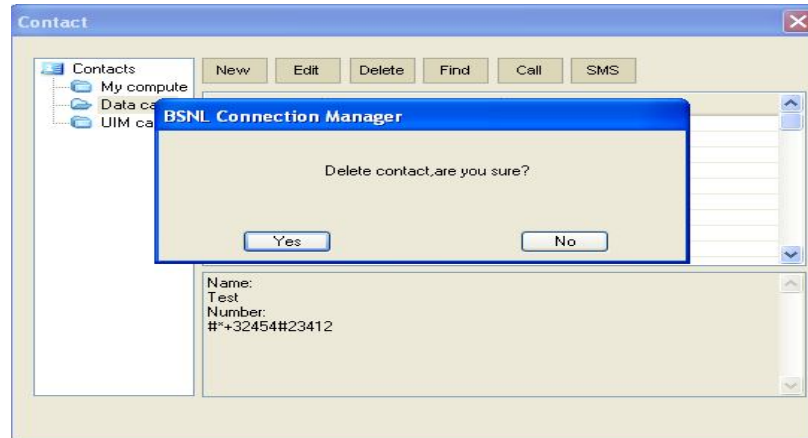 Contact
Contacts
New Edit Delete Find Call SMS
My compute
Data ca
UIM ca
BSNL Connection Manager
Delete contact,are you sure?
Yes No
Name:
Test
Number:
#*+32454#23412